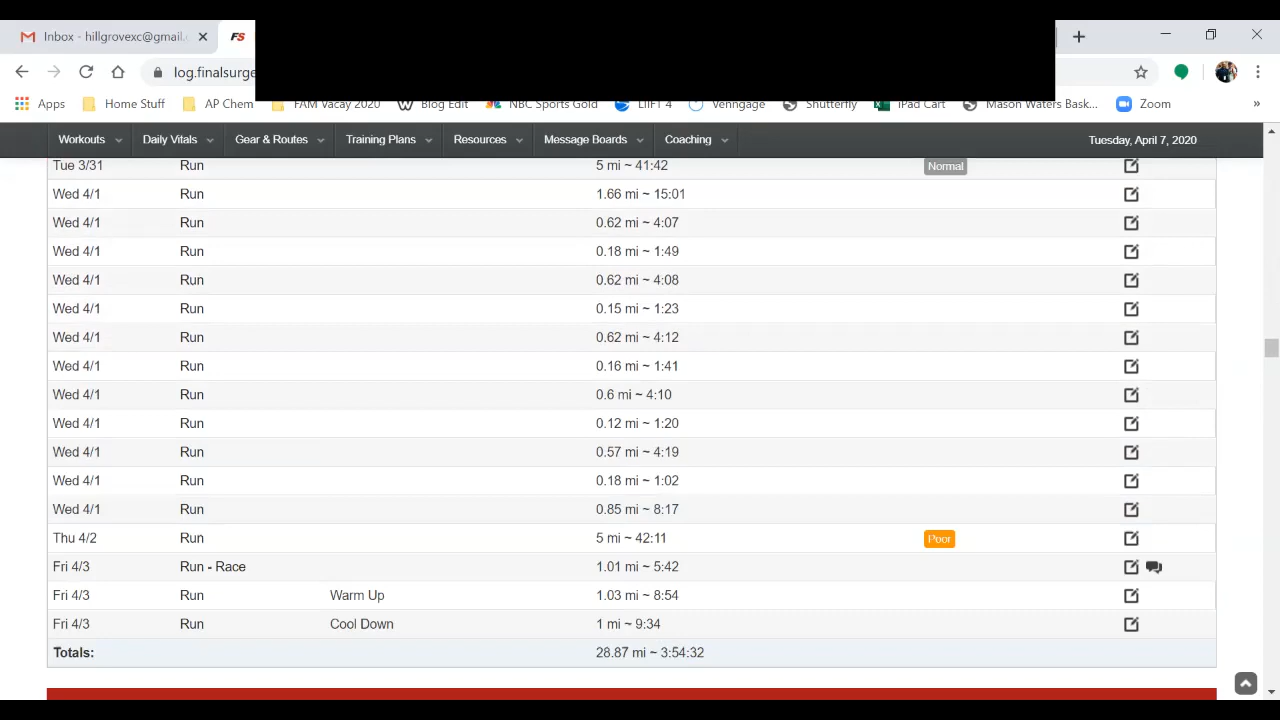 Inbox - hillgrovexc@gmail.
FS
log.finalsurge
Apps Home Stuff AP Chem FAM Vacay 2020 Blog Edit NBC Sports Gold LIIFT 4 Venngage Shutterfly iPad Cart Mason Waters Bask... Zoom »
Workouts Daily Vitals Gear & Routes Training Plans Resources Message Boards Coaching Tuesday, April 7, 2020
Tue 3/31 Run 5 mi ~ 41:42 Normal
Wed 4/1 Run 1.66 mi ~ 15:01
Wed 4/1 Run 0.62 mi ~ 4:07
Wed 4/1 Run 0.18 mi ~ 1:49
Wed 4/1 Run 0.62 mi ~ 4:08
Wed 4/1 Run 0.15 mi ~ 1:23
Wed 4/1 Run 0.62 mi ~ 4:12
Wed 4/1 Run 0.16 mi ~ 1:41
Wed 4/1 Run 0.6 mi ~ 4:10
Wed 4/1 Run 0.12 mi ~ 1:20
Wed 4/1 Run 0.57 mi ~ 4:19
Wed 4/1 Run 0.18 mi ~ 1:02
Wed 4/1 Run 0.85 mi ~ 8:17
Thu 4/2 Run 5 mi ~ 42:11 Poor
Fri 4/3 Run - Race 1.01 mi ~ 5:42
Fri 4/3 Run Warm Up 1.03 mi ~ 8:54
Fri 4/3 Run Cool Down 1 mi ~ 9:34
Totals: 28.87 mi ~ 3:54:32